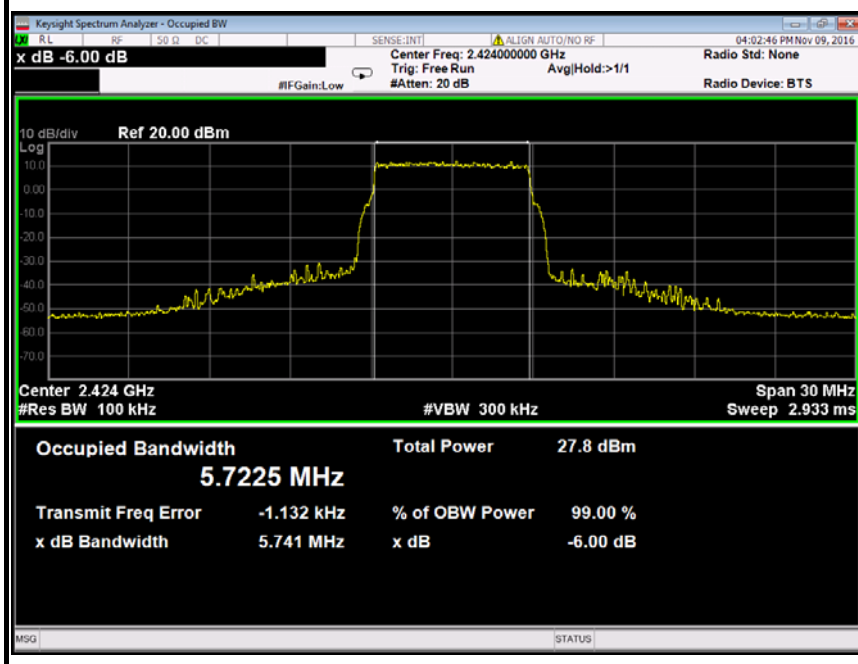 Keysight Spectrum Analyzer - Occupied BW
RL RF 50 Ω DC SENSE:INT ALIGN AUTO/NO RF 04:02:46 PM Nov 09, 2016
x dB -6.00 dB
Center Freq: 2.424000000 GHz
Radio Std: None
Trig: Free Run
Avg|Hold:>1/1
#IFGain:Low
#Atten: 20 dB
Radio Device: BTS
10 dB/div Ref 20.00 dBm
Log
10.0
0.00
-10.0
-20.0
-30.0
-40.0
-50.0
-60.0
-70.0
Center 2.424 GHz
Span 30 MHz
#Res BW 100 kHz
#VBW 300 kHz
Sweep 2.933 ms
Occupied Bandwidth
Total Power 27.8 dBm
5.7225 MHz
Transmit Freq Error -1.132 kHz
% of OBW Power 99.00 %
x dB Bandwidth 5.741 MHz
x dB -6.00 dB
MSG
STATUS